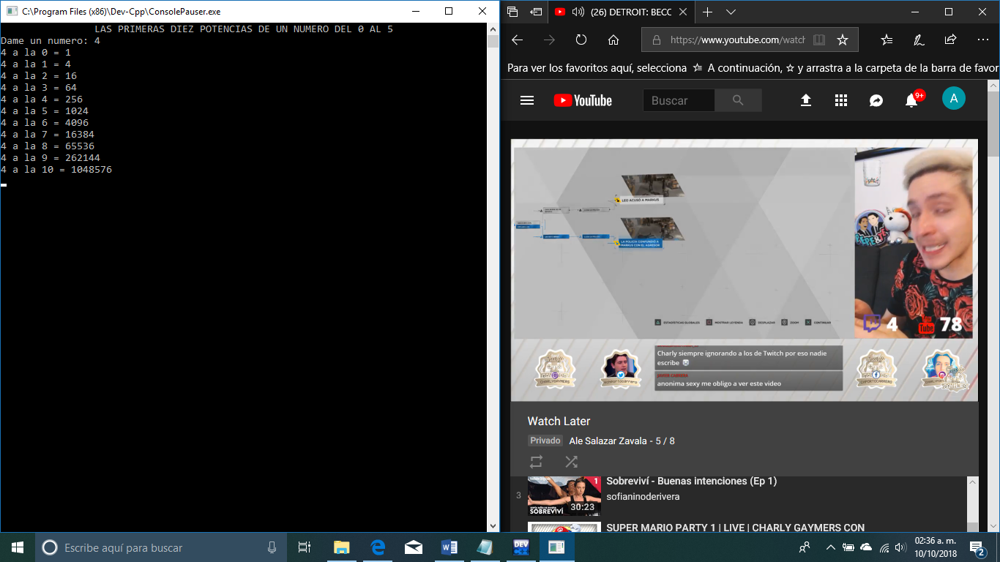 C:\Program Files (x86)\Dev-Cpp\ConsolePauser.exe
LAS PRIMERAS DIEZ POTENCIAS DE UN NUMERO DEL 0 AL 5
Dame un numero: 4
4 a la 0 = 1
4 a la 1 = 4
4 a la 2 = 16
4 a la 3 = 64
4 a la 4 = 256
4 a la 5 = 1024
4 a la 6 = 4096
4 a la 7 = 16384
4 a la 8 = 65536
4 a la 9 = 262144
4 a la 10 = 1048576
(26) DETROIT: BECC
https://www.youtube.com/watch
Para ver los favoritos aquí, selecciona A continuación, y arrastra a la carpeta de la barra de favor
YouTube
Buscar
9+
A
LEO ACUSÓ A MARKUS
LA POLICÍA CONFUNDIÓ A
MARKUS CON EL AGRESOR
ESTADÍSTICAS GLOBALES
MOSTRAR LEYENDA
DESPLAZAR
ZOOM
CONTINUAR
4
You Tube
78
Charly siempre ignorando a los de Twitch por eso nadie
escribe
JAVIER CABRERA
anonima sexy me obligo a ver este video
CHARLYGAYMERS
CHPORTOCARRERO
Watch Later
Privado
Ale Salazar Zavala - 5 / 8
3
1
SOBREVIVÍ
30:23
Sobreviví - Buenas intenciones (Ep 1)
sofianinoderivera
SUPER MARIO PARTY 1 | LIVE | CHARLY GAYMERS CON
Escribe aquí para buscar
DEV
02:36 a. m.
10/10/2018
2